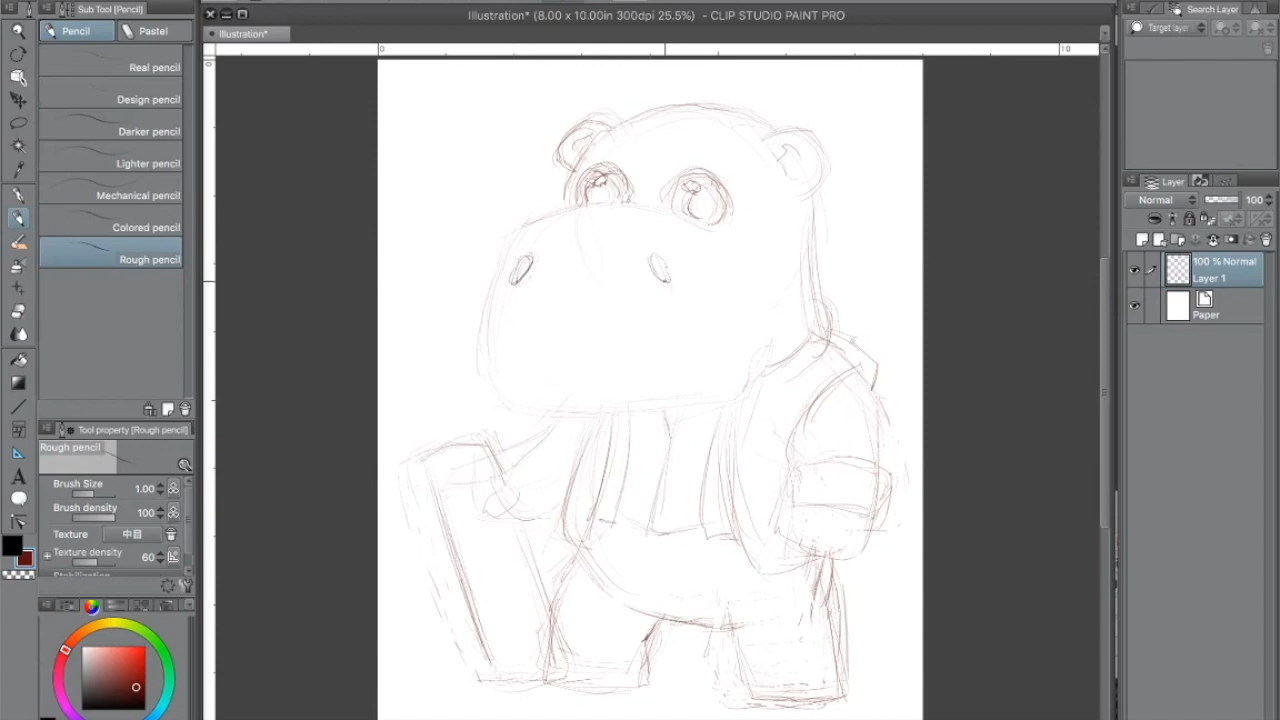 Sub Tool [Pencil]
Illustration* (8.00 x 10.00in 300dpi 25.5%) - CLIP STUDIO PAINT PRO
Search Layer
Pencil
Pastel
Illustration*
Target layer
0
10
0
Real pencil
Design pencil
Darker pencil
Lighter pencil
Mechanical pencil
Colored pencil
Rough pencil
Layer
Normal
100
100 % Normal
Layer 1
Paper
Tool property [Rough pencil]
Rough pencil
Brush Size
1.00
Brush density
100
Texture
中目
Texture density
60
A